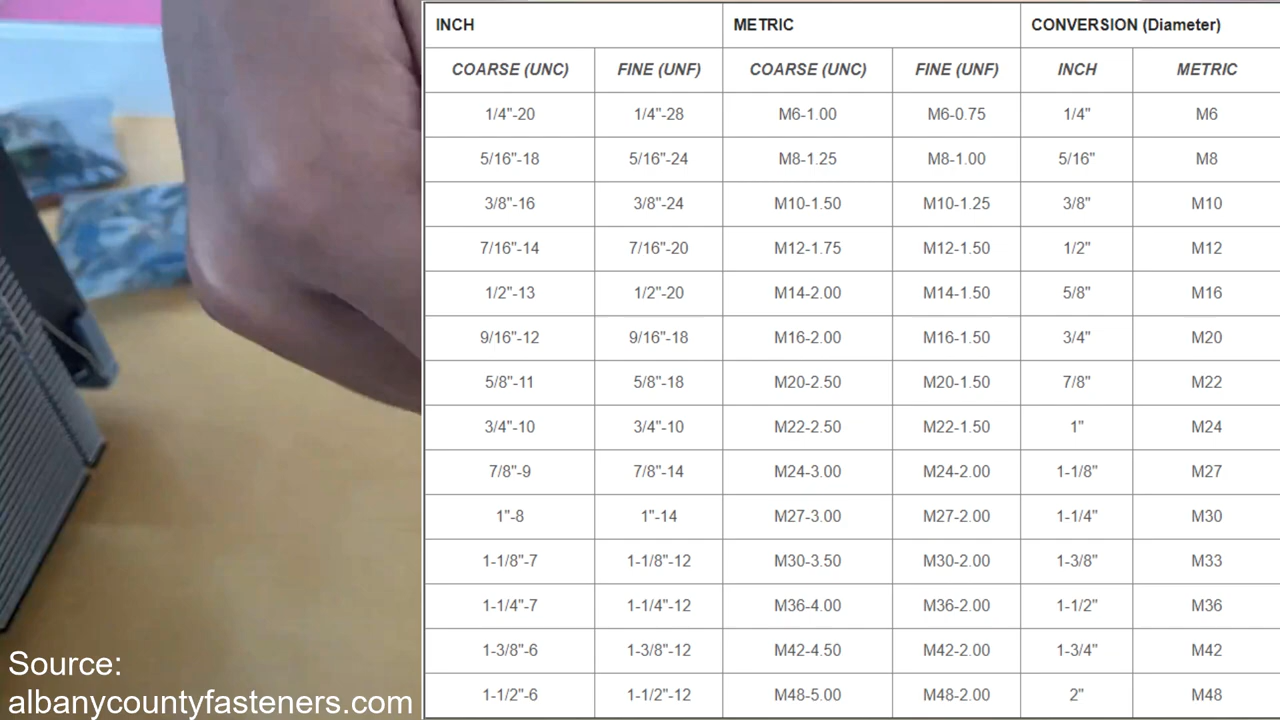 INCH METRIC CONVERSION (Diameter)
COARSE (UNC) FINE (UNF) COARSE (UNC) FINE (UNF) INCH METRIC
1/4"-20 1/4"-28 M6-1.00 M6-0.75 1/4" M6
5/16"-18 5/16"-24 M8-1.25 M8-1.00 5/16" M8
3/8"-16 3/8"-24 M10-1.50 M10-1.25 3/8" M10
7/16"-14 7/16"-20 M12-1.75 M12-1.50 1/2" M12
1/2"-13 1/2"-20 M14-2.00 M14-1.50 5/8" M16
9/16"-12 9/16"-18 M16-2.00 M16-1.50 3/4" M20
5/8"-11 5/8"-18 M20-2.50 M20-1.50 7/8" M22
3/4"-10 3/4"-10 M22-2.50 M22-1.50 1" M24
7/8"-9 7/8"-14 M24-3.00 M24-2.00 1-1/8" M27
1"-8 1"-14 M27-3.00 M27-2.00 1-1/4" M30
1-1/8"-7 1-1/8"-12 M30-3.50 M30-2.00 1-3/8" M33
1-1/4"-7 1-1/4"-12 M36-4.00 M36-2.00 1-1/2" M36
1-3/8"-6 1-3/8"-12 M42-4.50 M42-2.00 1-3/4" M42
1-1/2"-6 1-1/2"-12 M48-5.00 M48-2.00 2" M48
Source:
albanycountyfasteners.com